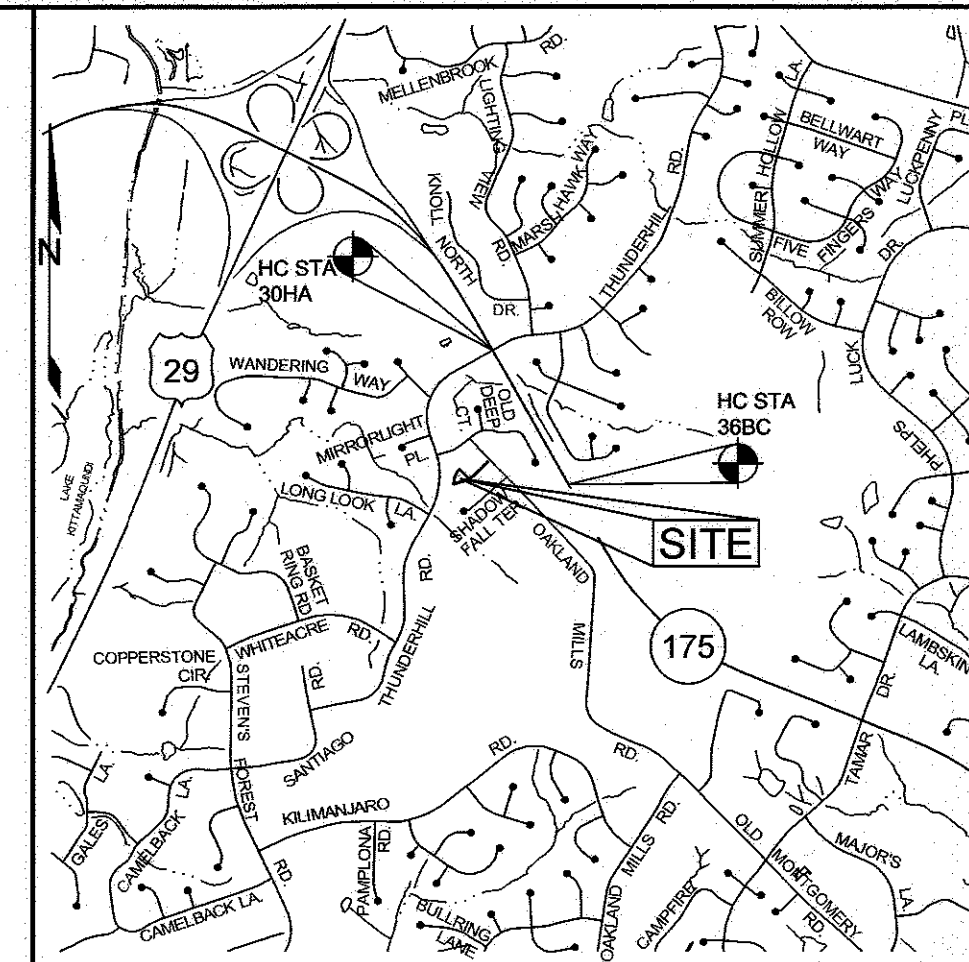 MELLENBROOK RD.
LIGHTING VIEW RD.
MARSH HAWK WAY
KNOLL NORTH DR.
THUNDERHILL RD.
SUMMER HOLLOW LA.
BELLWART WAY
LUCKPENNY PL.
FIVE FINGERS WAY
BILLOW ROW
LUCK
DR.
PHELPS
N
HC STA
30HA
29
WANDERING WAY
OLD DEEP CT.
MIRRORLIGHT PL.
HC STA
36BC
LAKE
KITTAMAQUNDI
LONG LOOK LA.
SHADOW
FALL TER
OAKLAND MILLS RD.
SITE
BASKET
RING RD
175
WHITEACRE RD.
THUNDERHILL RD.
COPPERSTONE
CIR
STEVEN'S FOREST RD.
RD.
SANTIAGO
LAMBSKIN
LA.
TAMAR DR.
KILIMANJARO RD.
GALES LA.
CAMELBACK LA.
CAMELBACK LA.
PAMPLONA
RD.
BULLRING
LANE
OAKLAND MILLS RD.
CAMPFIRE
OLD MONTGOMERY
RD
MAJOR'S LA.